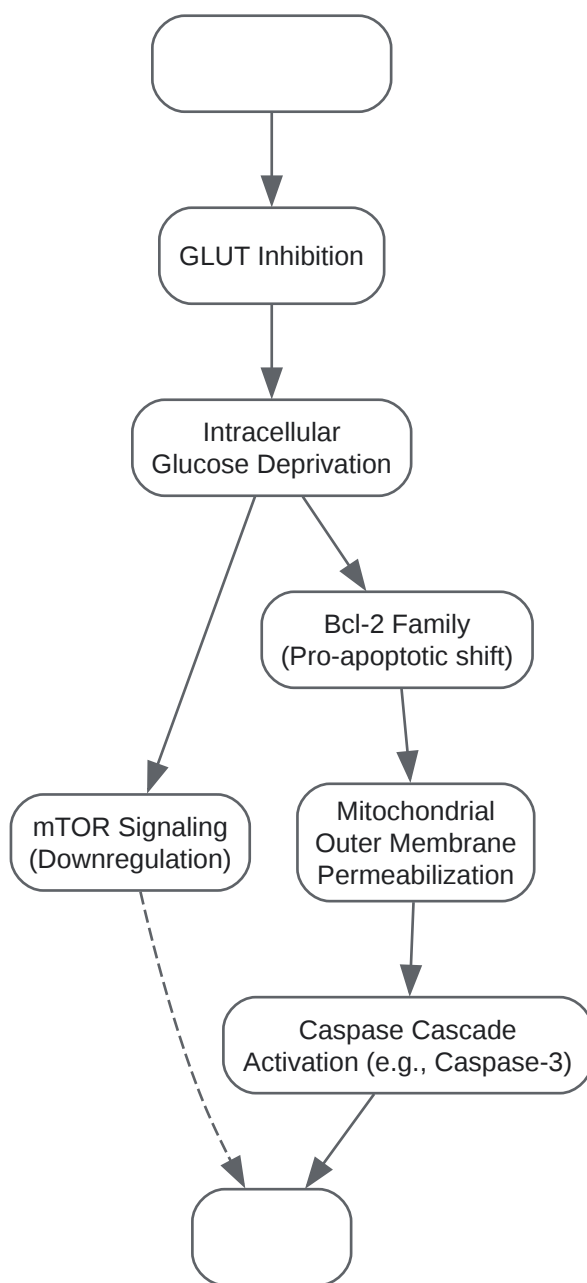 GLUT Inhibition
Intracellular
Glucose Deprivation
Bcl-2 Family
(Pro-apoptotic shift)
mTOR Signaling
(Downregulation)
Mitochondrial
Outer Membrane
Permeabilization
Caspase Cascade
Activation (e.g., Caspase-3)